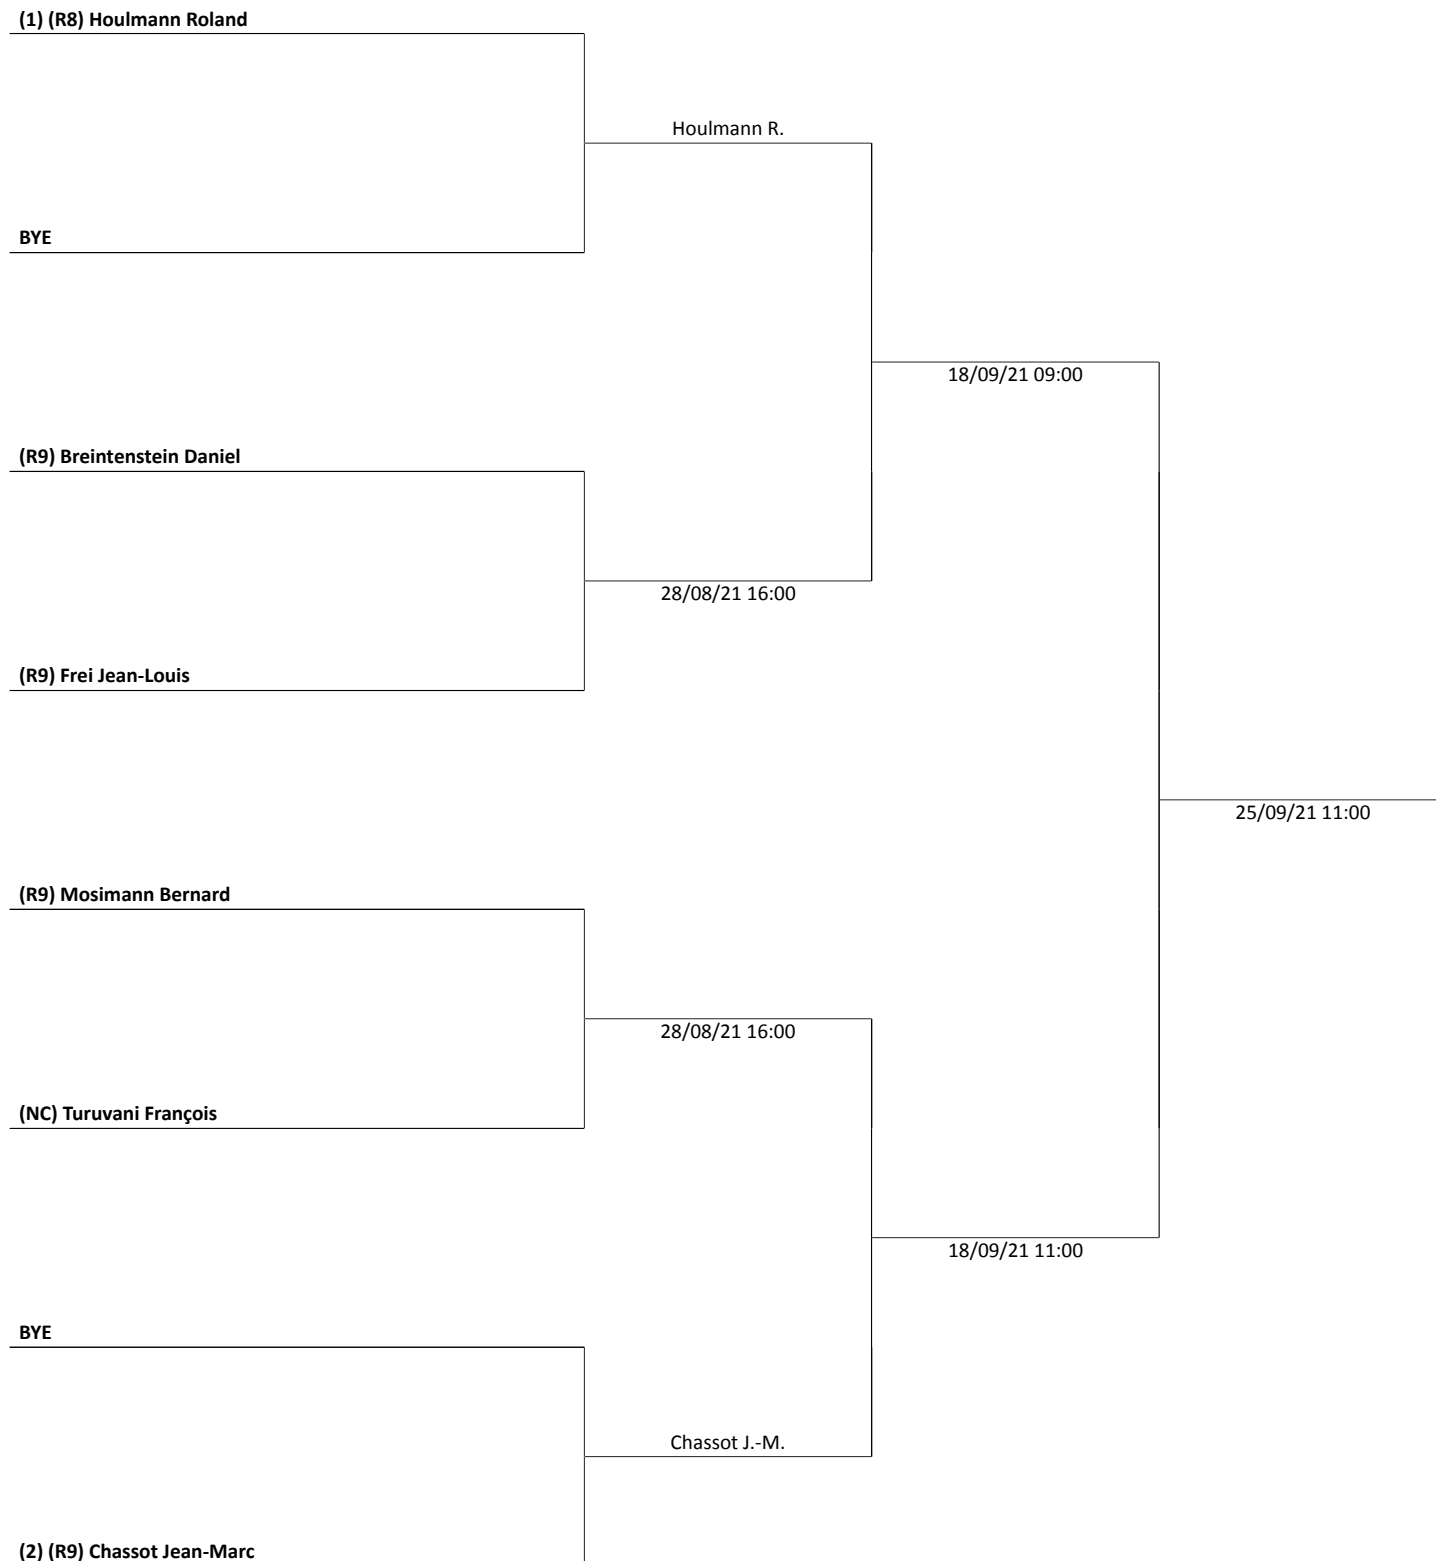 (1) (R8) Houlmann Roland
Houlmann R.
BYE
18/09/21 09:00
(R9) Breintenstein Daniel
28/08/21 16:00
(R9) Frei Jean-Louis
25/09/21 11:00
(R9) Mosimann Bernard
28/08/21 16:00
(NC) Turuvani François
18/09/21 11:00
BYE
Chassot J.-M.
(2) (R9) Chassot Jean-Marc